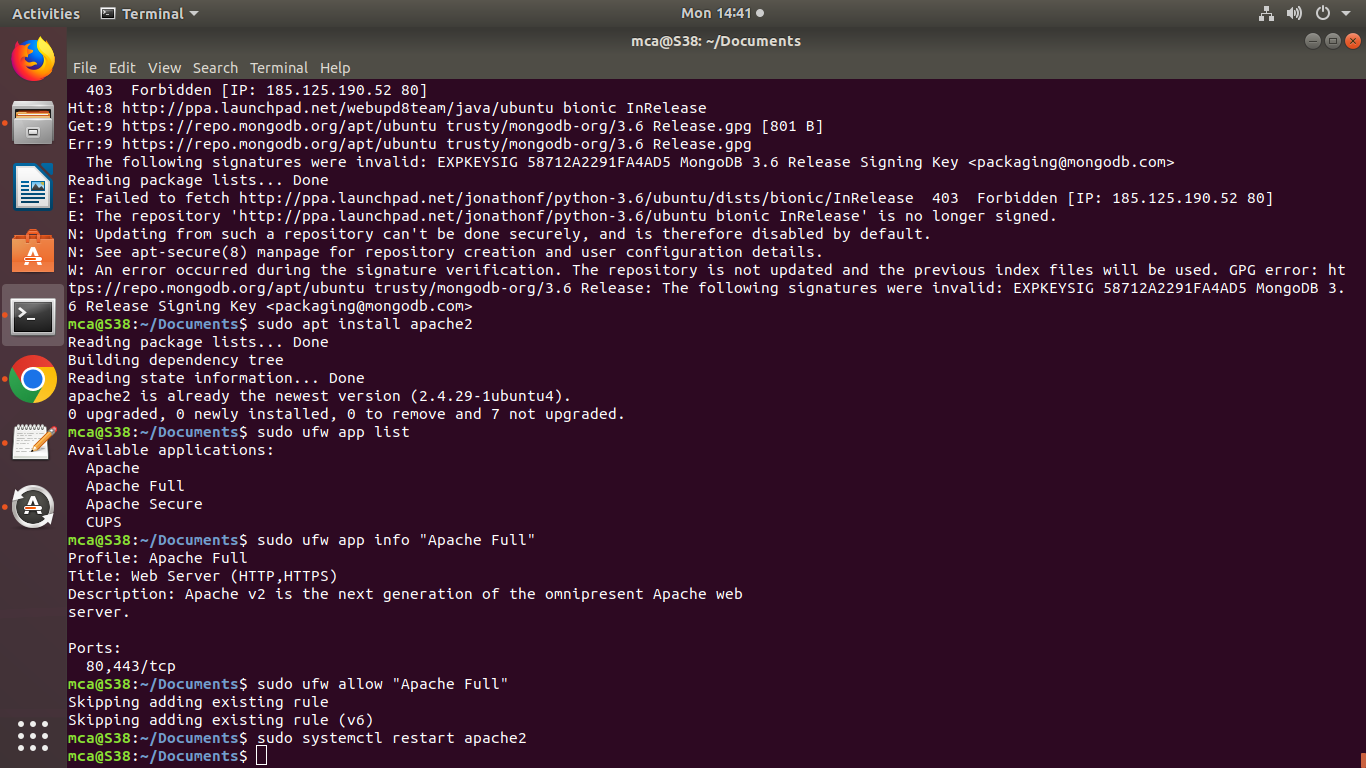 Activities Terminal Mon 14:41
mca@S38: ~/Documents
File Edit View Search Terminal Help
  403  Forbidden [IP: 185.125.190.52 80]
Hit:8 http://ppa.launchpad.net/webupd8team/java/ubuntu bionic InRelease
Get:9 https://repo.mongodb.org/apt/ubuntu trusty/mongodb-org/3.6 Release.gpg [801 B]
Err:9 https://repo.mongodb.org/apt/ubuntu trusty/mongodb-org/3.6 Release.gpg
  The following signatures were invalid: EXPKEYSIG 58712A2291FA4AD5 MongoDB 3.6 Release Signing Key <packaging@mongodb.com>
Reading package lists... Done
E: Failed to fetch http://ppa.launchpad.net/jonathonf/python-3.6/ubuntu/dists/bionic/InRelease  403  Forbidden [IP: 185.125.190.52 80]
E: The repository 'http://ppa.launchpad.net/jonathonf/python-3.6/ubuntu bionic InRelease' is no longer signed.
N: Updating from such a repository can't be done securely, and is therefore disabled by default.
N: See apt-secure(8) manpage for repository creation and user configuration details.
W: An error occurred during the signature verification. The repository is not updated and the previous index files will be used. GPG error: ht
tps://repo.mongodb.org/apt/ubuntu trusty/mongodb-org/3.6 Release: The following signatures were invalid: EXPKEYSIG 58712A2291FA4AD5 MongoDB 3.
6 Release Signing Key <packaging@mongodb.com>
mca@S38:~/Documents$ sudo apt install apache2
Reading package lists... Done
Building dependency tree
Reading state information... Done
apache2 is already the newest version (2.4.29-1ubuntu4).
0 upgraded, 0 newly installed, 0 to remove and 7 not upgraded.
mca@S38:~/Documents$ sudo ufw app list
Available applications:
  Apache
  Apache Full
  Apache Secure
  CUPS
mca@S38:~/Documents$ sudo ufw app info "Apache Full"
Profile: Apache Full
Title: Web Server (HTTP,HTTPS)
Description: Apache v2 is the next generation of the omnipresent Apache web
server.

Ports:
  80,443/tcp
mca@S38:~/Documents$ sudo ufw allow "Apache Full"
Skipping adding existing rule
Skipping adding existing rule (v6)
mca@S38:~/Documents$ sudo systemctl restart apache2
mca@S38:~/Documents$